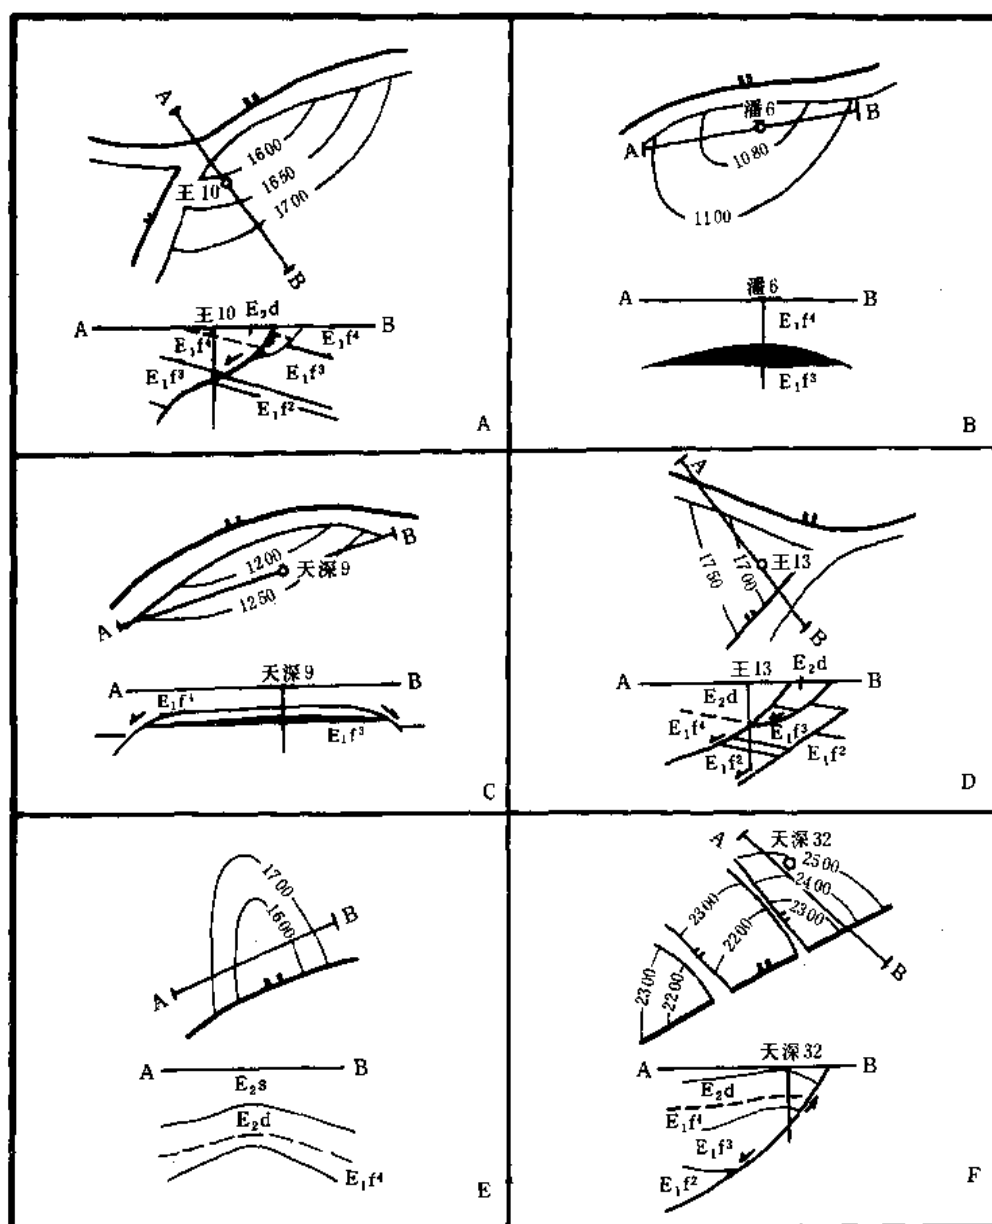 A
1600
王10
1650
1700
B
王10 E₂d
A B
E₁f⁴ E₁f⁴
E₁f³ E₁f³
E₁f²
A
潘6
B
A
1080
1100
潘6
A B
E₁f⁴
E₁f³
B
B
1200
天深9
1250
A
天深9
A B
E₁f⁴
E₁f³
C
A
王13
1750
1700
B
王13 E₂d
A B
E₂d
E₁f⁴ E₁f³
E₁f² E₁f²
D
1700
1600
B
A
A B
E₂s
E₂d
E₁f⁴
E
A 天深32
2500
2400
2300 2300
2200
B
2300
2200
天深32
A B
E₂d
E₁f⁴
E₁f³
E₁f²
F